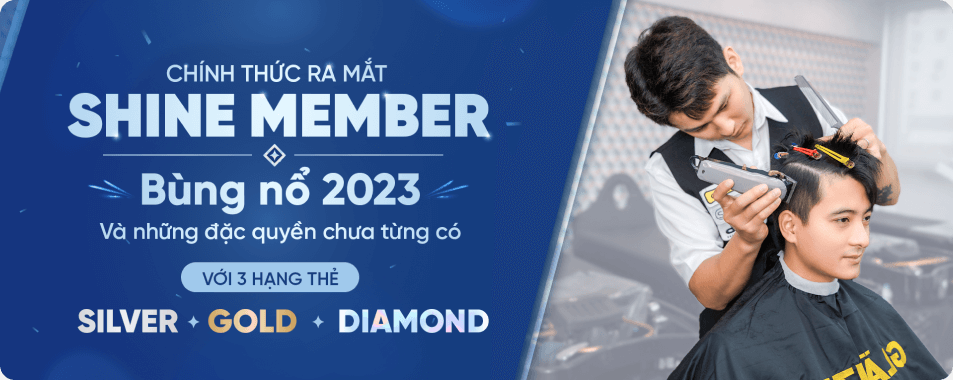 CHÍNH THỨC RA MẮT
SHINE MEMBER
Bùng nổ 2023
Và những đặc quyền chưa từng có
VỚI 3 HẠNG THẺ
SILVER ✦ GOLD ✦ DIAMOND